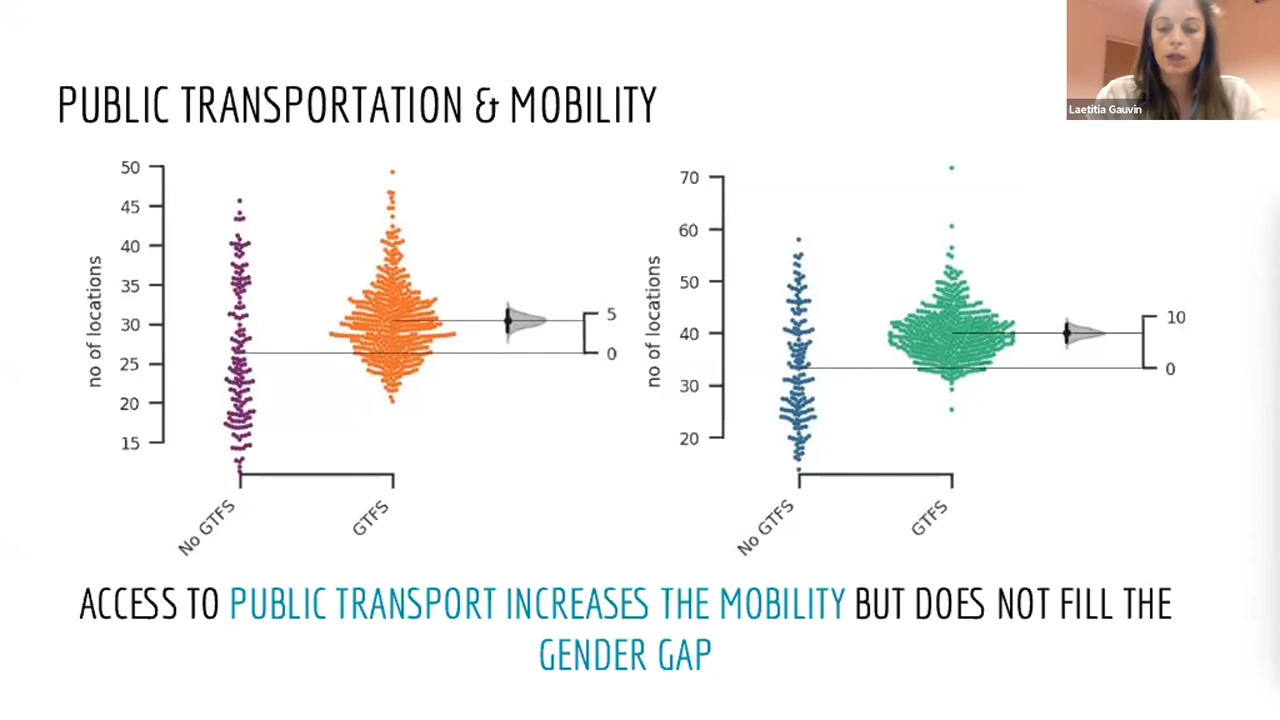 Laetitia Gauvin
PUBLIC TRANSPORTATION & MOBILITY
50
45
40
35
30
25
20
15
no of locations
5
0
No GTFS
GTFS
70
60
50
40
30
20
no of locations
10
0
No GTFS
GTFS
ACCESS TO PUBLIC TRANSPORT INCREASES THE MOBILITY BUT DOES NOT FILL THE
GENDER GAP